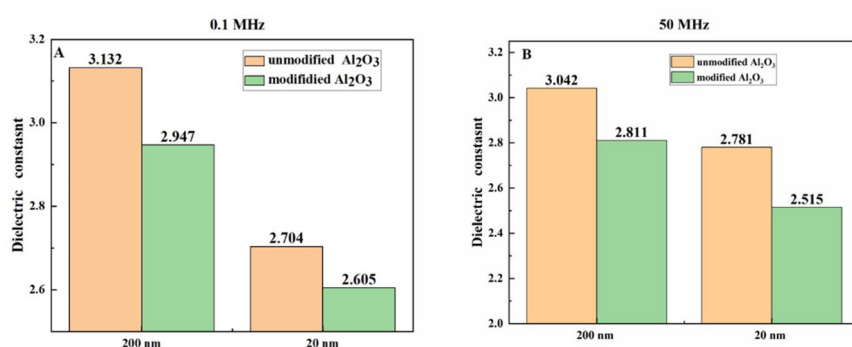 0.1 MHz
A
unmodified Al₂O₃
modifidied Al₂O₃
Dielectric constasnt
3.2
3.0
2.8
2.6
3.132
2.947
2.704
2.605
200 nm
20 nm
50 MHz
B
unmodified Al₂O₃
modified Al₂O₃
Dielectric constasnt
3.2
3.0
2.8
2.6
2.4
2.2
2.0
3.042
2.811
2.781
2.515
200 nm
20 nm